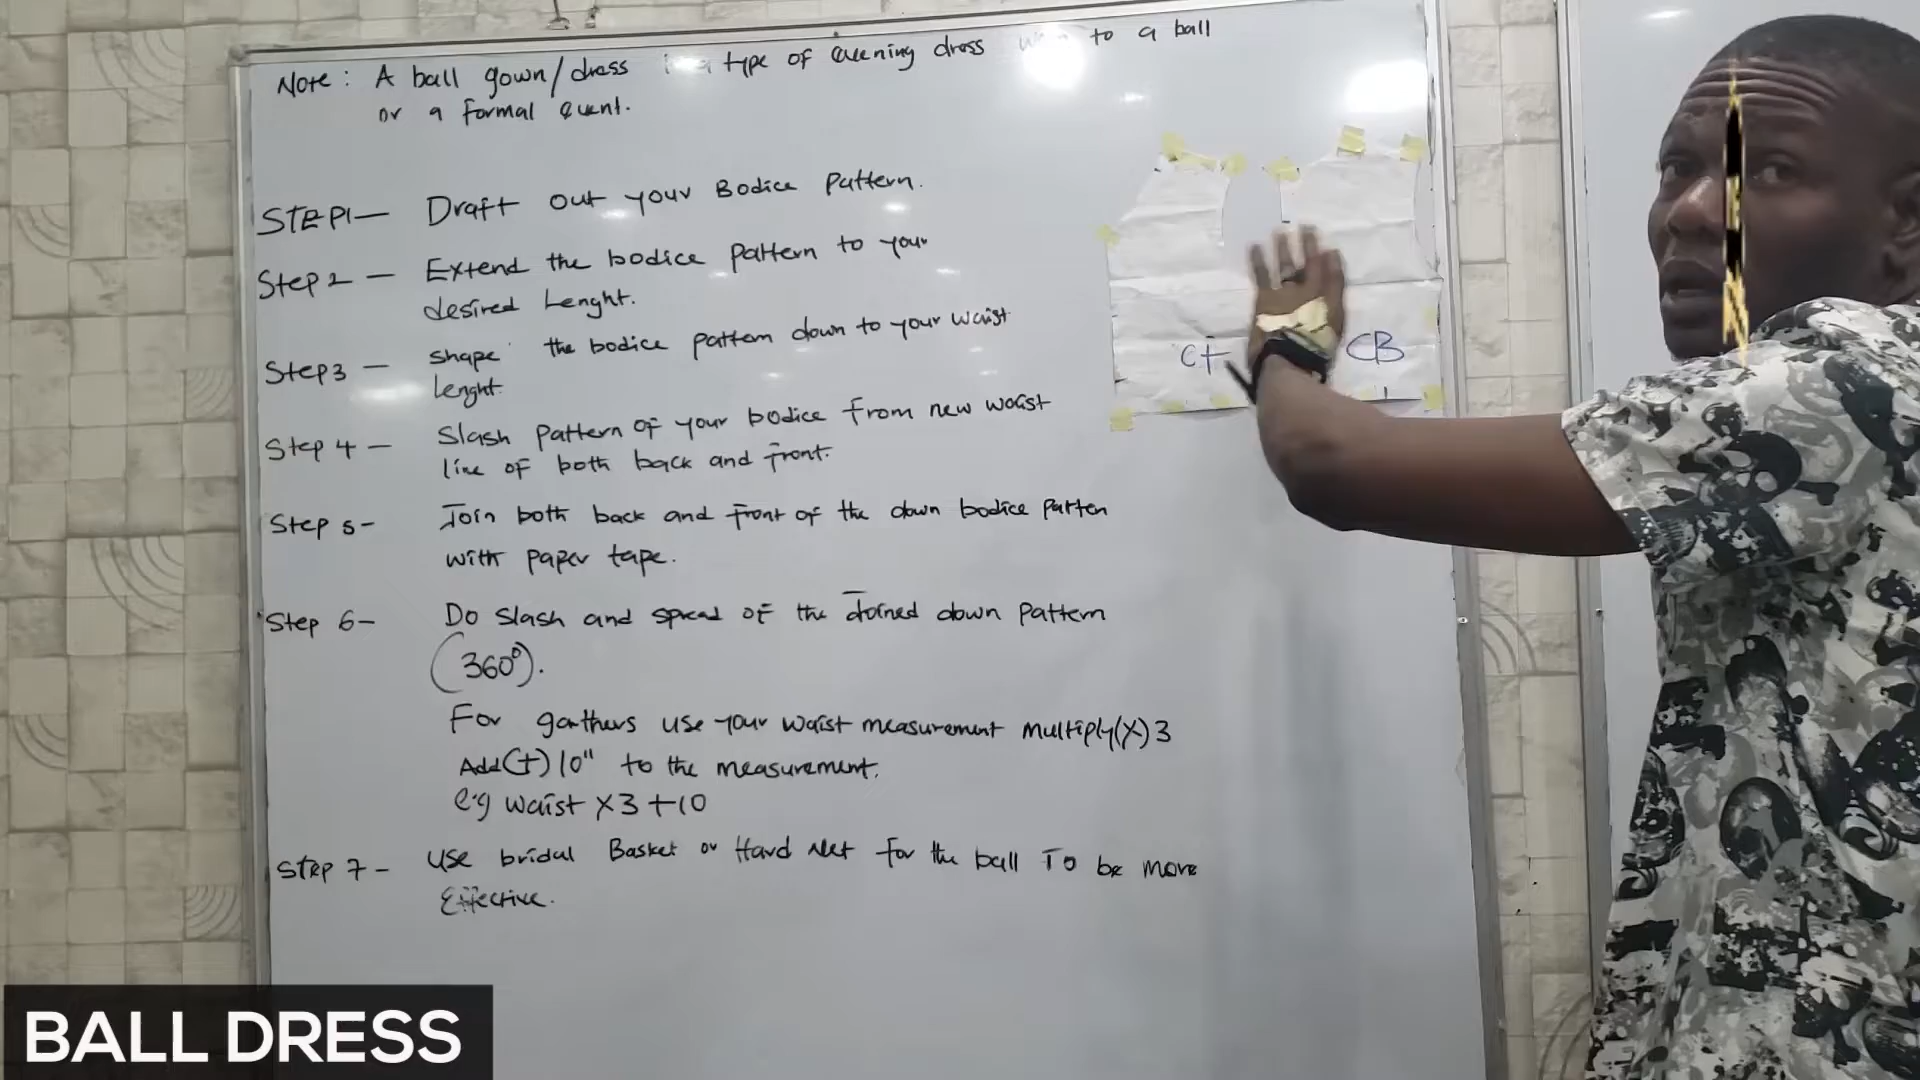 Note: A ball gown/dress is a type of evening dress to a ball
or a formal event.
STEP1— Draft out your Bodice Pattern.
Step 2 — Extend the bodice pattern to your
desired Lenght.
Step3 — shape the bodice pattern down to your waist
Lenght.
Step 4 — Slash pattern of your bodice from new waist
line of both back and front.
Step 5- Join both back and front of the down bodice patten
with paper tape.
Step 6- Do slash and spread of the Joined down pattern
(360°).
For garthers use your waist measurement multiply(X)3
Add(+)10" to the measurement.
e.g waist X3+10
Step 7- Use bridal Basket or Hard Net for the ball To be more
Effective.
CF
CB
BALL DRESS